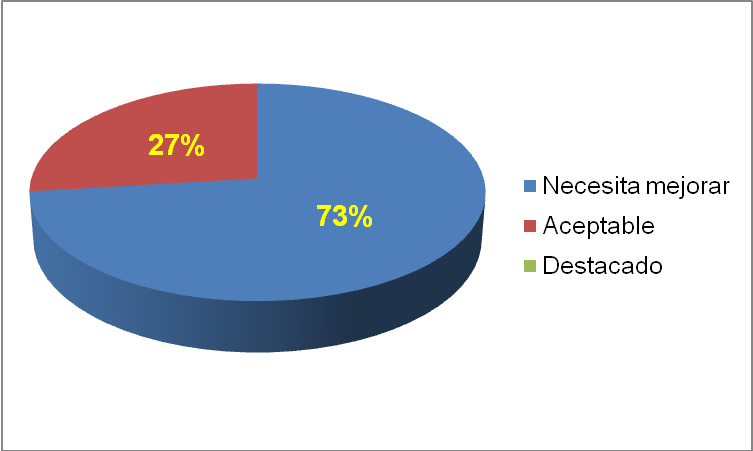 27%
73%
Necesita mejorar
Aceptable
Destacado